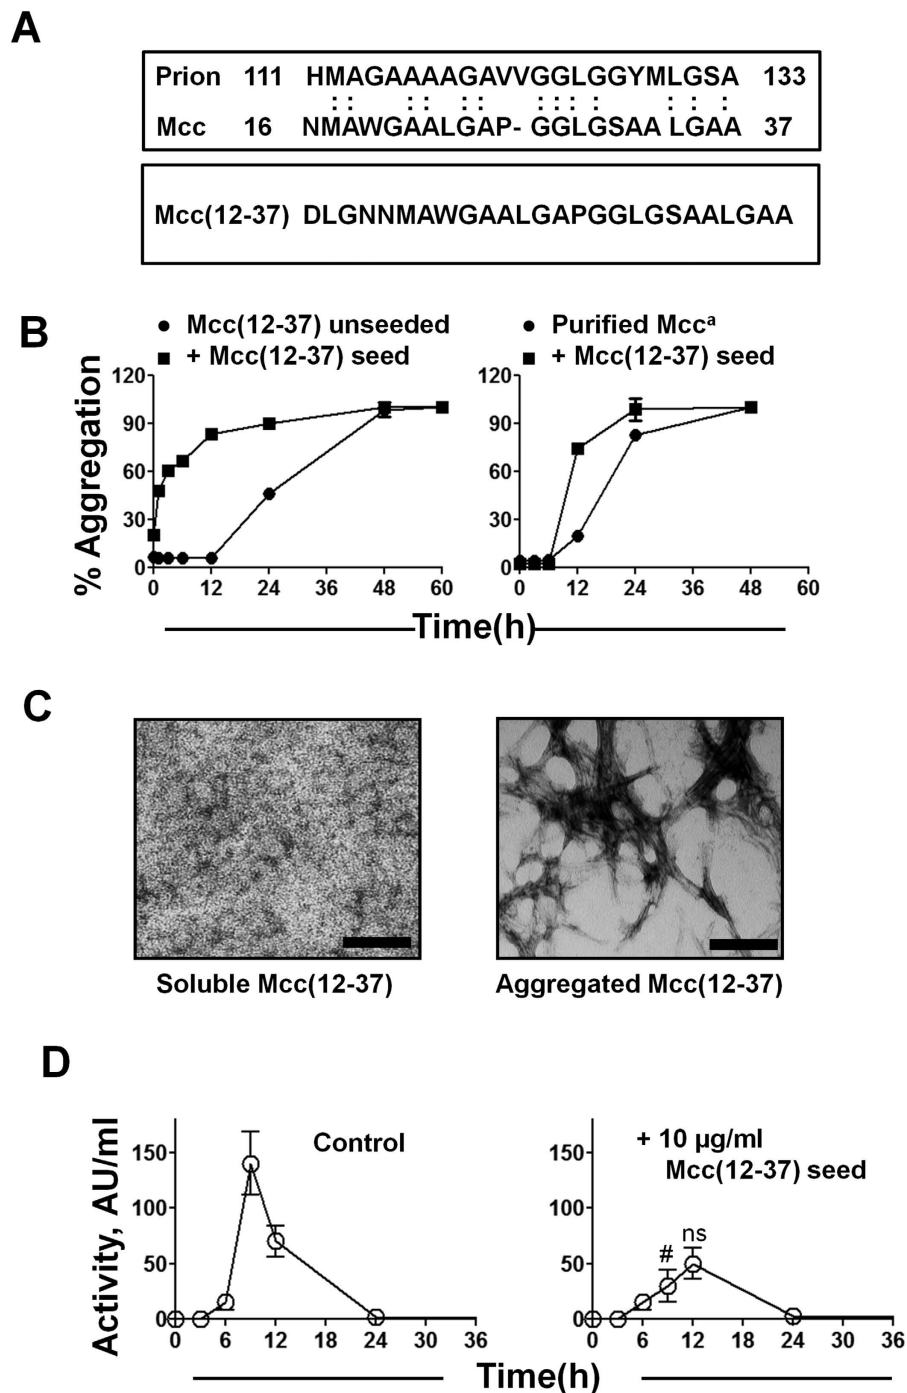 A
Prion 111 HMAGAAAAGAVVGGLGGYMLGSA 133
: : : : : : : : : : : : :
Mcc 16 NMAWGAALGAP- GGLGSAA LGAA 37
Mcc(12-37) DLGNNMAWGAALGAPGGLGSAALGAA
B
Mcc(12-37) unseeded
+ Mcc(12-37) seed
Purified Mccᵃ
+ Mcc(12-37) seed
% Aggregation
120
90
60
30
0
0 12 24 36 48 60
120
90
60
30
0
0 12 24 36 48 60
Time(h)
C
Soluble Mcc(12-37)
Aggregated Mcc(12-37)
D
Activity, AU/ml
Control
150
100
50
0
0 6 12 24 30 36
+ 10 µg/ml
Mcc(12-37) seed
# ns
150
100
50
0
0 6 12 24 30 36
Time(h)